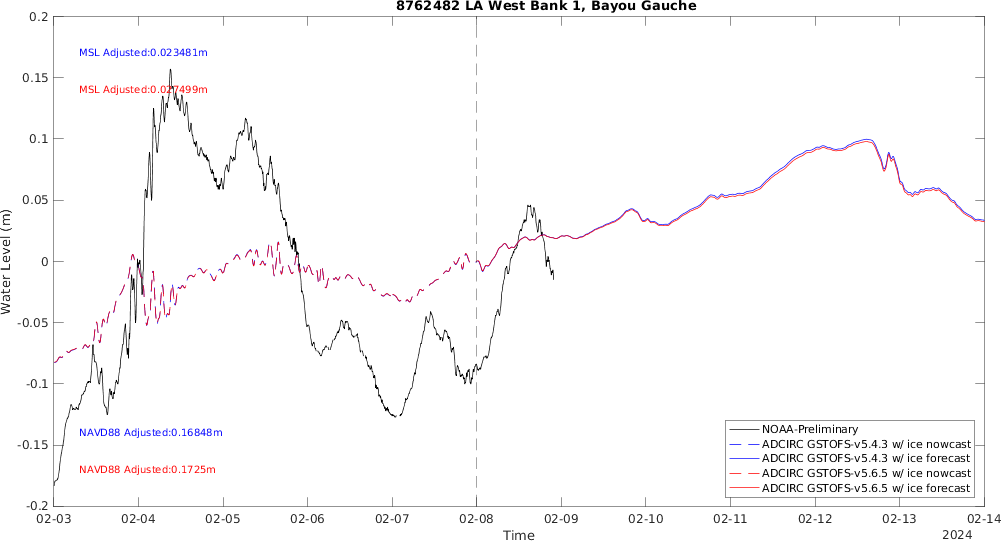 8762482 LA West Bank 1, Bayou Gauche
0.2
0.15
0.1
0.05
0
-0.05
-0.1
-0.15
-0.2
Water Level (m)
MSL Adjusted:0.023481m
MSL Adjusted:0.027499m
NAVD88 Adjusted:0.16848m
NAVD88 Adjusted:0.1725m
NOAA-Preliminary
ADCIRC GSTOFS-v5.4.3 w/ ice nowcast
ADCIRC GSTOFS-v5.4.3 w/ ice forecast
ADCIRC GSTOFS-v5.6.5 w/ ice nowcast
ADCIRC GSTOFS-v5.6.5 w/ ice forecast
02-03 02-04 02-05 02-06 02-07 02-08 02-09 02-10 02-11 02-12 02-13 02-14
Time
2024